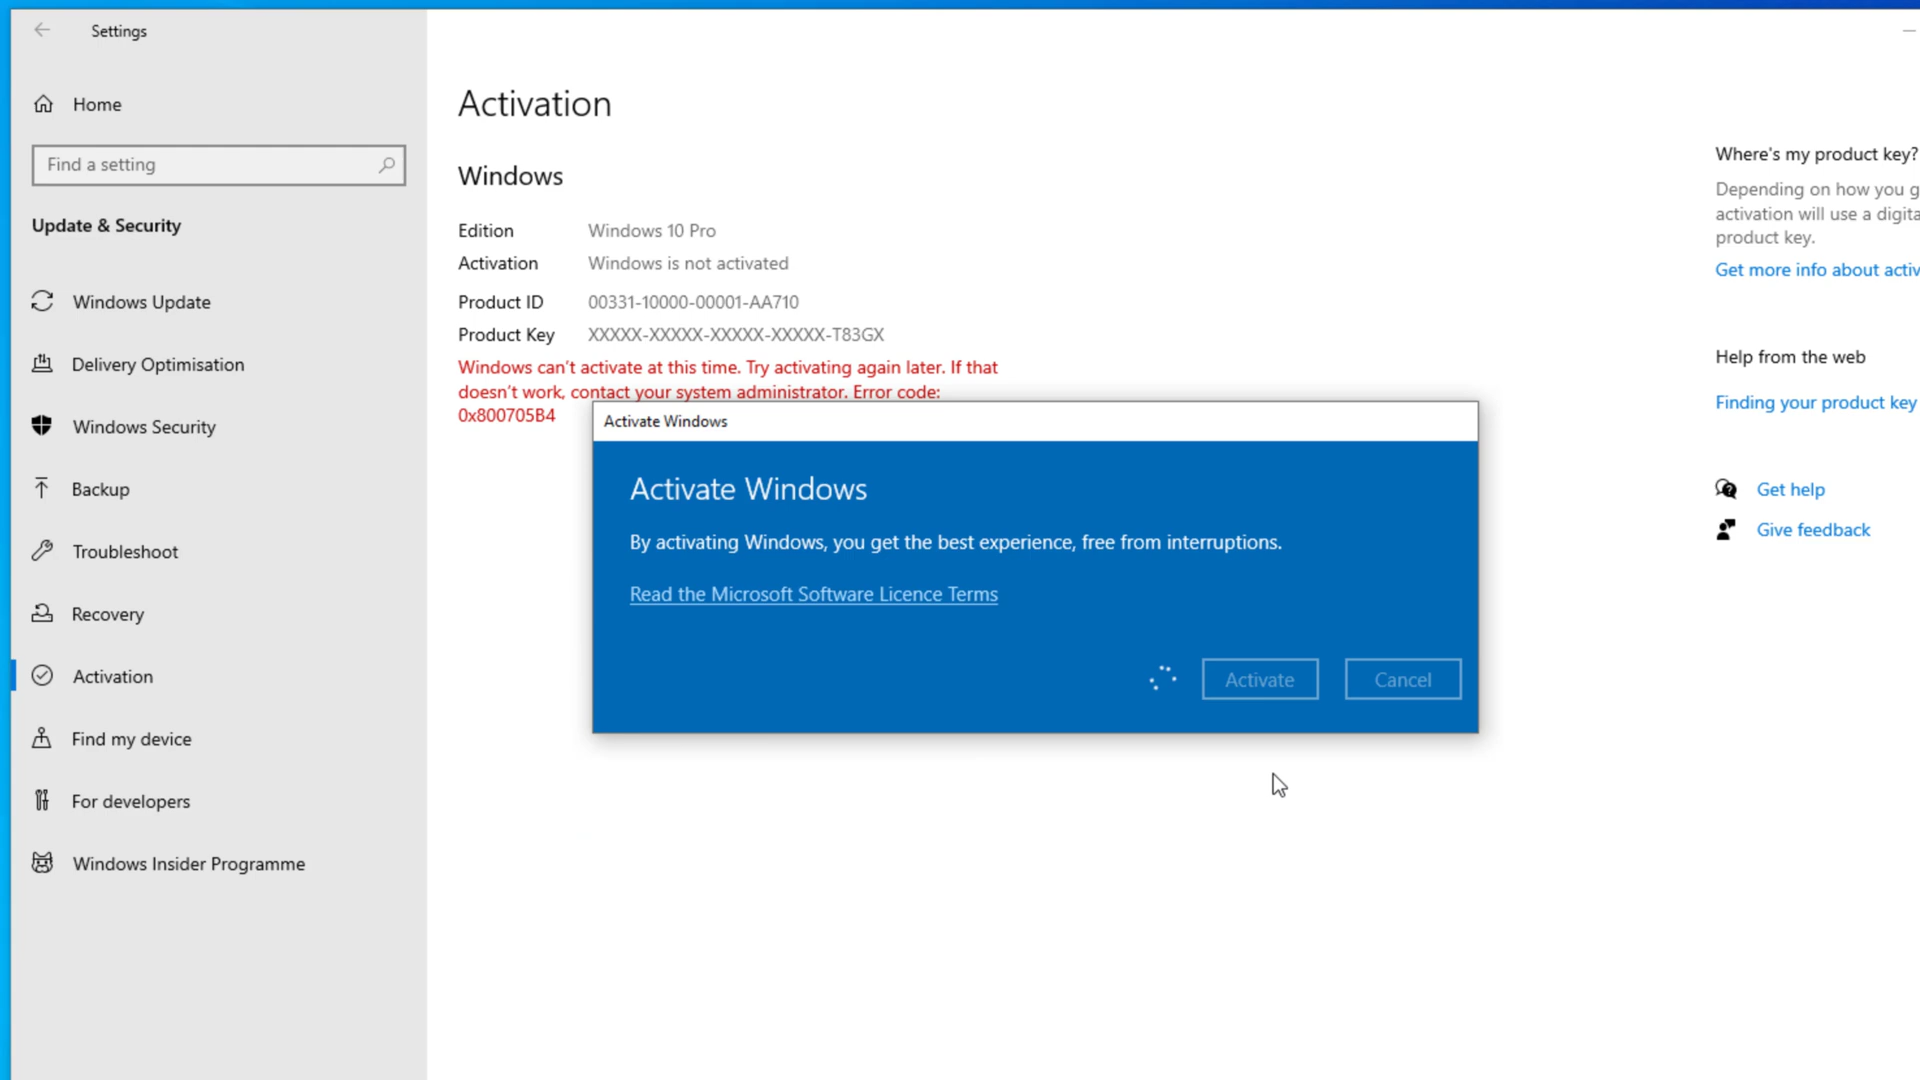 Settings
Home
Find a setting
Update & Security
Windows Update
Delivery Optimisation
Windows Security
Backup
Troubleshoot
Recovery
Activation
Find my device
For developers
Windows Insider Programme
Activation
Windows
Edition Windows 10 Pro
Activation Windows is not activated
Product ID 00331-10000-00001-AA710
Product Key XXXXX-XXXXX-XXXXX-XXXXX-T83GX
Windows can't activate at this time. Try activating again later. If that
doesn't work, contact your system administrator. Error code:
0x800705B4
Activate Windows
Activate Windows
By activating Windows, you get the best experience, free from interruptions.
Read the Microsoft Software Licence Terms
Activate Cancel
Where's my product key?
Depending on how you g
activation will use a digita
product key.
Get more info about activ
Help from the web
Finding your product key
Get help
Give feedback